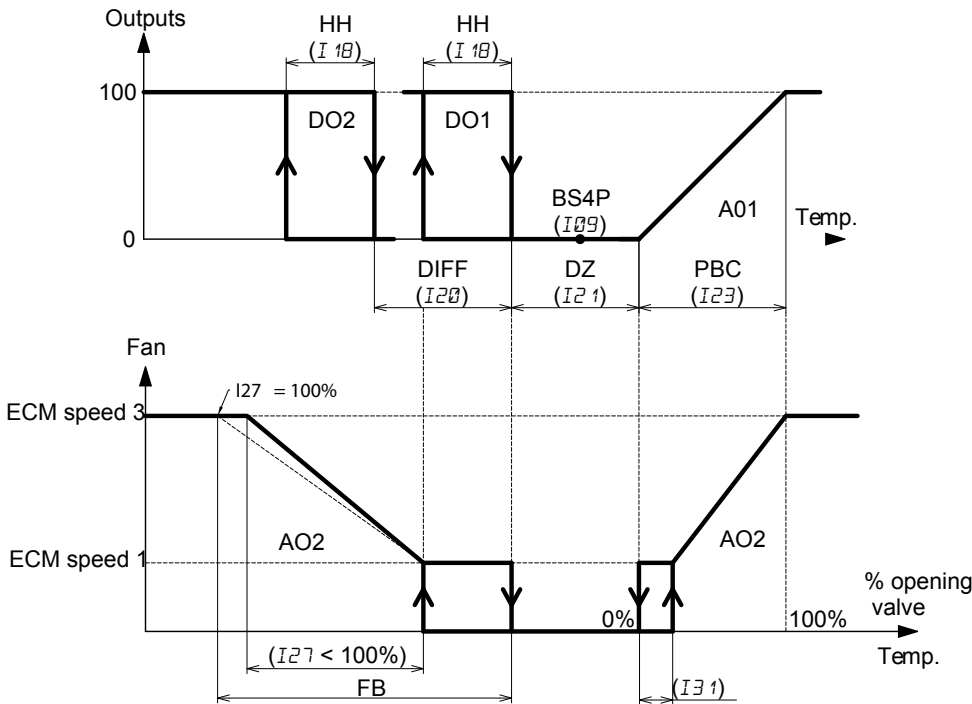 Outputs
HH
(I18)
HH
(I18)
100
DO2
DO1
BS4P
(I09)
A01
Temp.
0
DIFF
(I20)
DZ
(I21)
PBC
(I23)
Fan
I27 = 100%
ECM speed 3
AO2
AO2
ECM speed 1
0%
100%
% opening
valve
Temp.
(I27 < 100%)
FB
(I31)